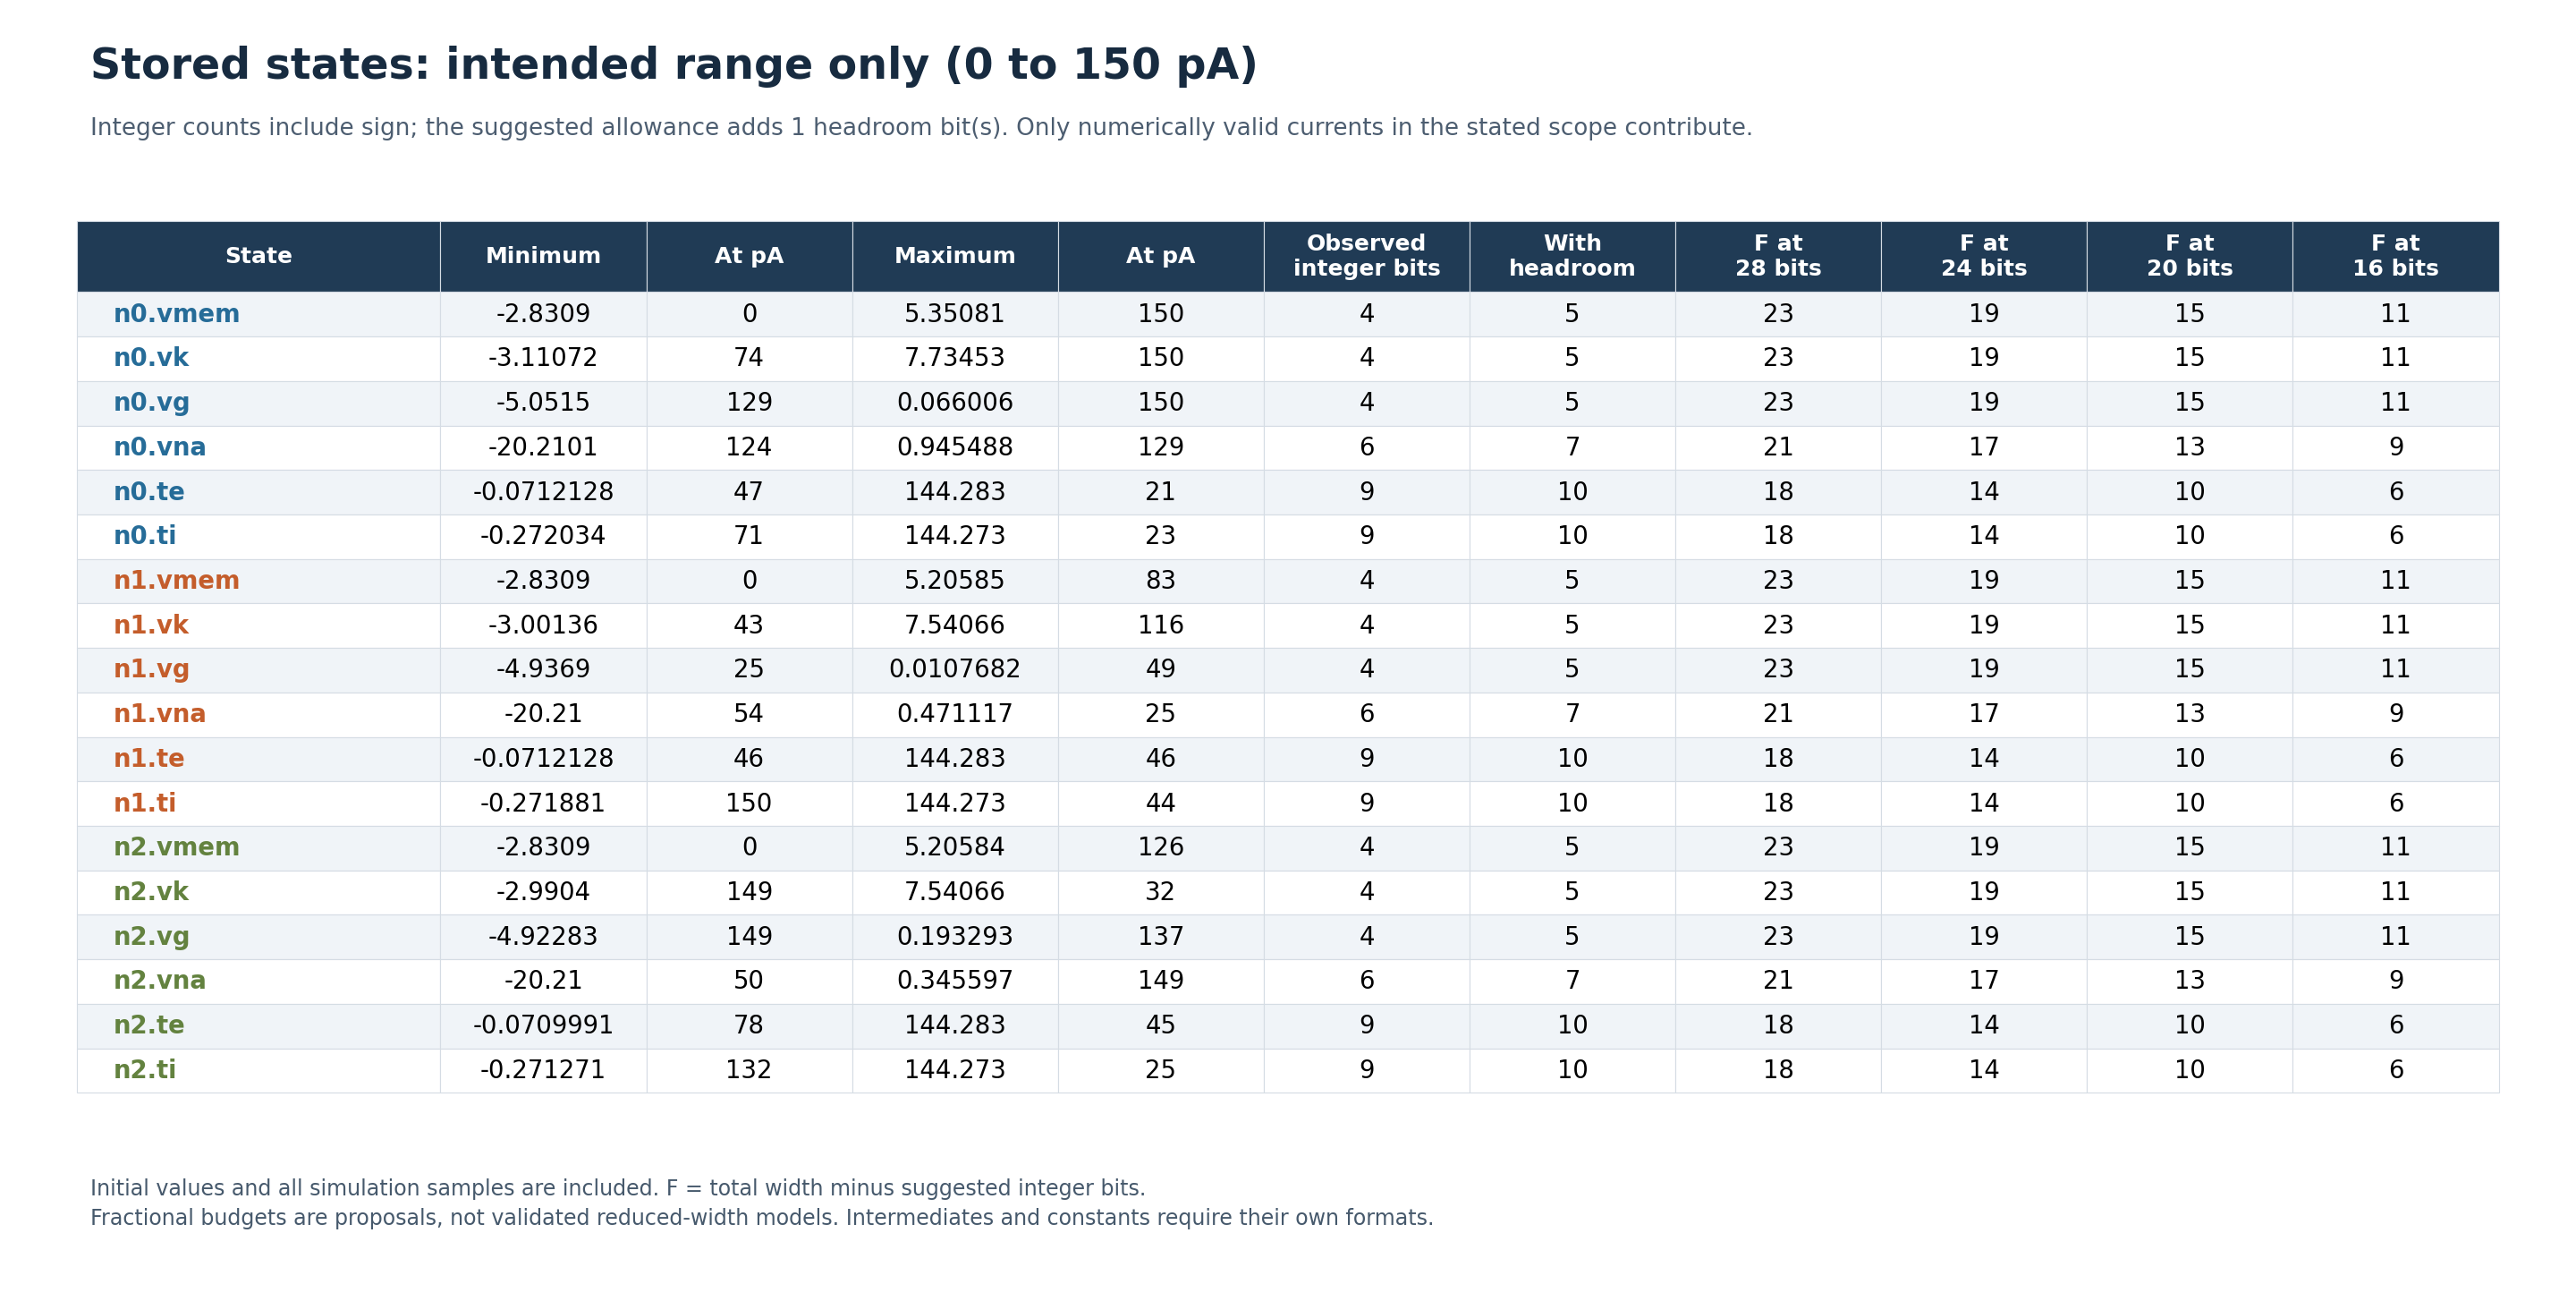 Stored states: intended range only (0 to 150 pA)
Integer counts include sign; the suggested allowance adds 1 headroom bit(s). Only numerically valid currents in the stated scope contribute.
State Minimum At pA Maximum At pA Observed integer bits With headroom F at 28 bits F at 24 bits F at 20 bits F at 16 bits
n0.vmem -2.8309 0 5.35081 150 4 5 23 19 15 11
n0.vk -3.11072 74 7.73453 150 4 5 23 19 15 11
n0.vg -5.0515 129 0.066006 150 4 5 23 19 15 11
n0.vna -20.2101 124 0.945488 129 6 7 21 17 13 9
n0.te -0.0712128 47 144.283 21 9 10 18 14 10 6
n0.ti -0.272034 71 144.273 23 9 10 18 14 10 6
n1.vmem -2.8309 0 5.20585 83 4 5 23 19 15 11
n1.vk -3.00136 43 7.54066 116 4 5 23 19 15 11
n1.vg -4.9369 25 0.0107682 49 4 5 23 19 15 11
n1.vna -20.21 54 0.471117 25 6 7 21 17 13 9
n1.te -0.0712128 46 144.283 46 9 10 18 14 10 6
n1.ti -0.271881 150 144.273 44 9 10 18 14 10 6
n2.vmem -2.8309 0 5.20584 126 4 5 23 19 15 11
n2.vk -2.9904 149 7.54066 32 4 5 23 19 15 11
n2.vg -4.92283 149 0.193293 137 4 5 23 19 15 11
n2.vna -20.21 50 0.345597 149 6 7 21 17 13 9
n2.te -0.0709991 78 144.283 45 9 10 18 14 10 6
n2.ti -0.271271 132 144.273 25 9 10 18 14 10 6
Initial values and all simulation samples are included. F = total width minus suggested integer bits.
Fractional budgets are proposals, not validated reduced-width models. Intermediates and constants require their own formats.